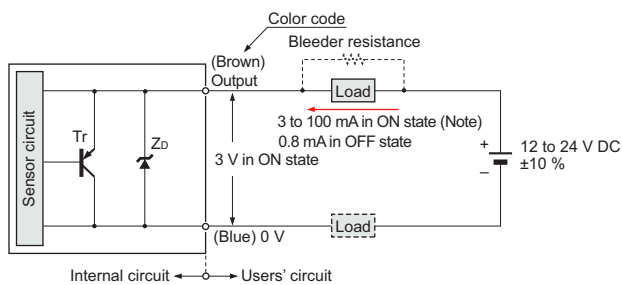 Color code
Bleeder resistance
(Brown)
Output
Load
3 to 100 mA in ON state (Note)
0.8 mA in OFF state
Sensor circuit
Tr
ZD
3 V in ON state
+
−
12 to 24 V DC
±10 %
(Blue) 0 V
Load
Internal circuit
Users' circuit